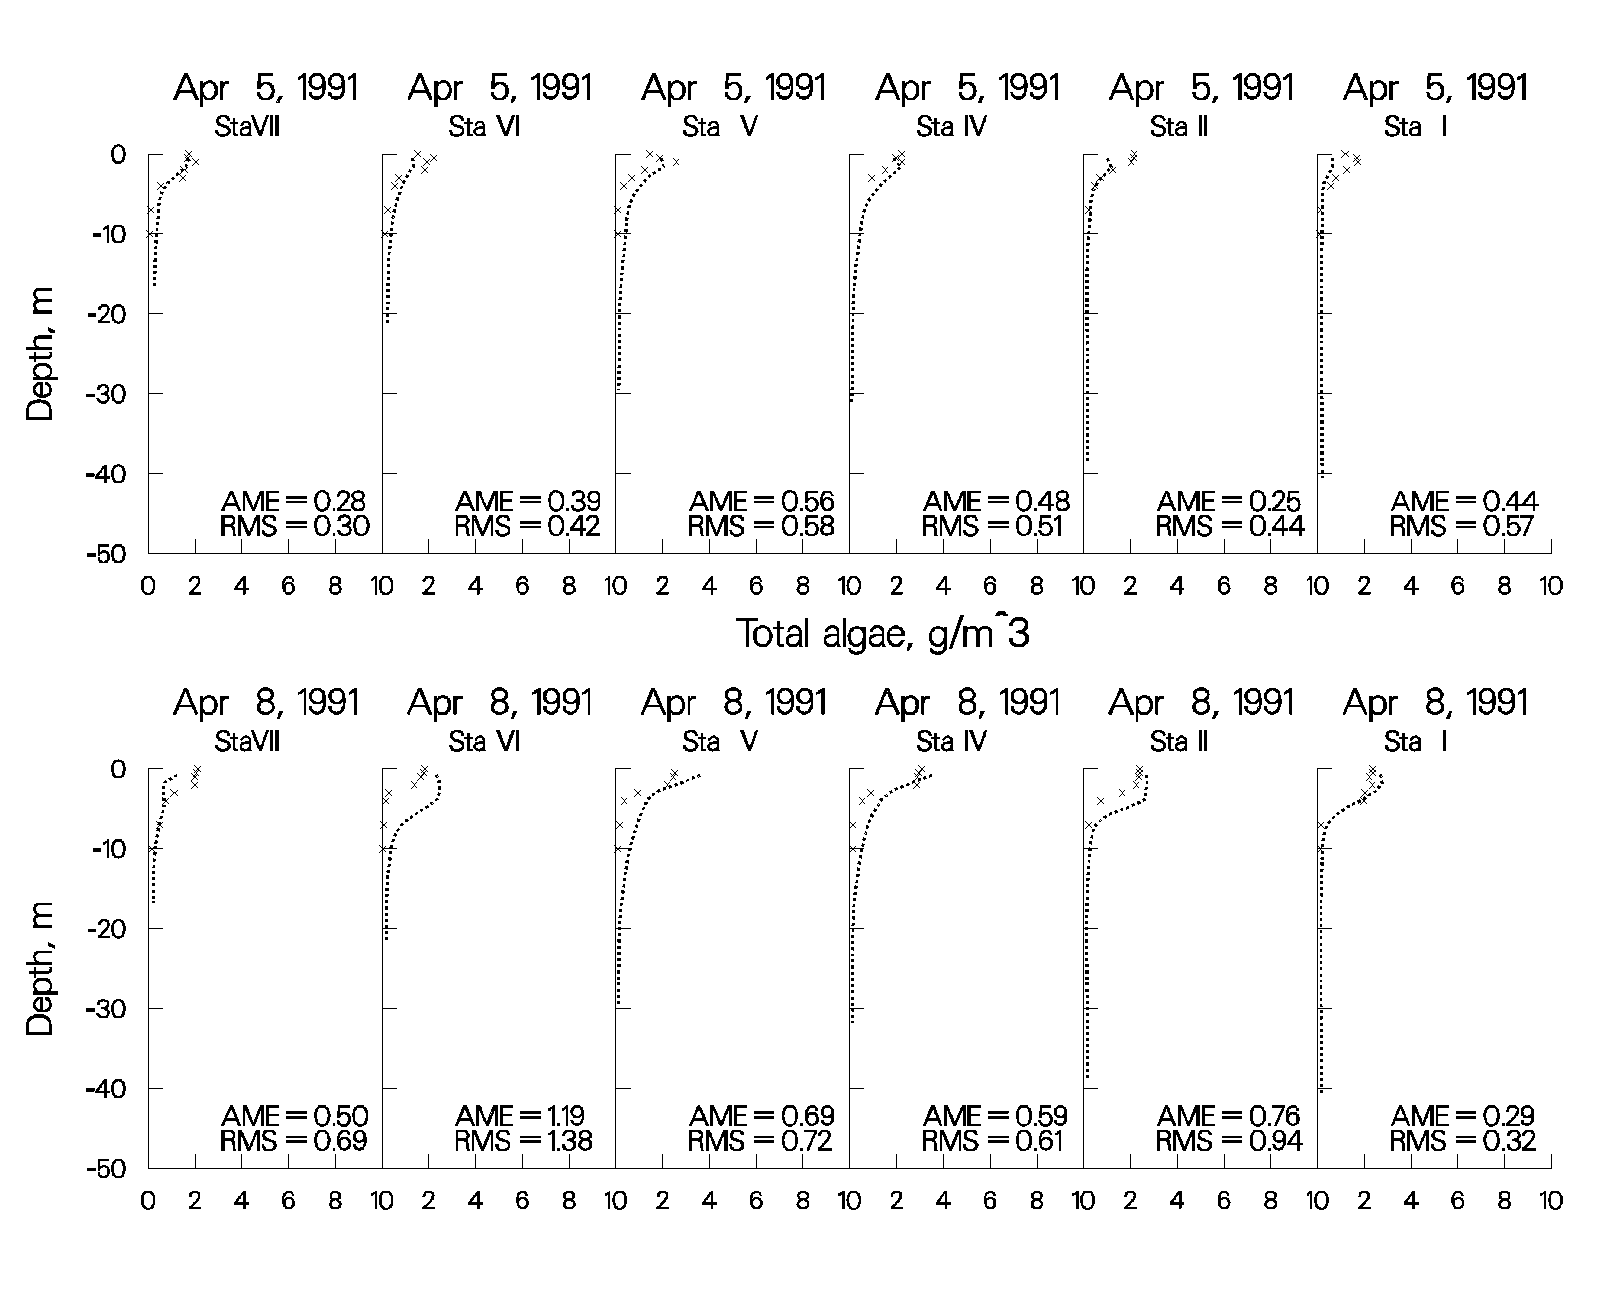 Apr 5, 1991 Apr 5, 1991 Apr 5, 1991 Apr 5, 1991 Apr 5, 1991 Apr 5, 1991
StaVII Sta VI Sta V Sta IV Sta II Sta I
0
-10
-20
-30
-40
-50
Depth, m
AME = 0.28 AME = 0.39 AME = 0.56 AME = 0.48 AME = 0.25 AME = 0.44
RMS = 0.30 RMS = 0.42 RMS = 0.58 RMS = 0.51 RMS = 0.44 RMS = 0.57
0 2 4 6 8 10 2 4 6 8 10 2 4 6 8 10 2 4 6 8 10 2 4 6 8 10 2 4 6 8 10
Total algae, g/m^3
Apr 8, 1991 Apr 8, 1991 Apr 8, 1991 Apr 8, 1991 Apr 8, 1991 Apr 8, 1991
StaVII Sta VI Sta V Sta IV Sta II Sta I
0
-10
-20
-30
-40
-50
Depth, m
AME = 0.50 AME = 1.19 AME = 0.69 AME = 0.59 AME = 0.76 AME = 0.29
RMS = 0.69 RMS = 1.38 RMS = 0.72 RMS = 0.61 RMS = 0.94 RMS = 0.32
0 2 4 6 8 10 2 4 6 8 10 2 4 6 8 10 2 4 6 8 10 2 4 6 8 10 2 4 6 8 10